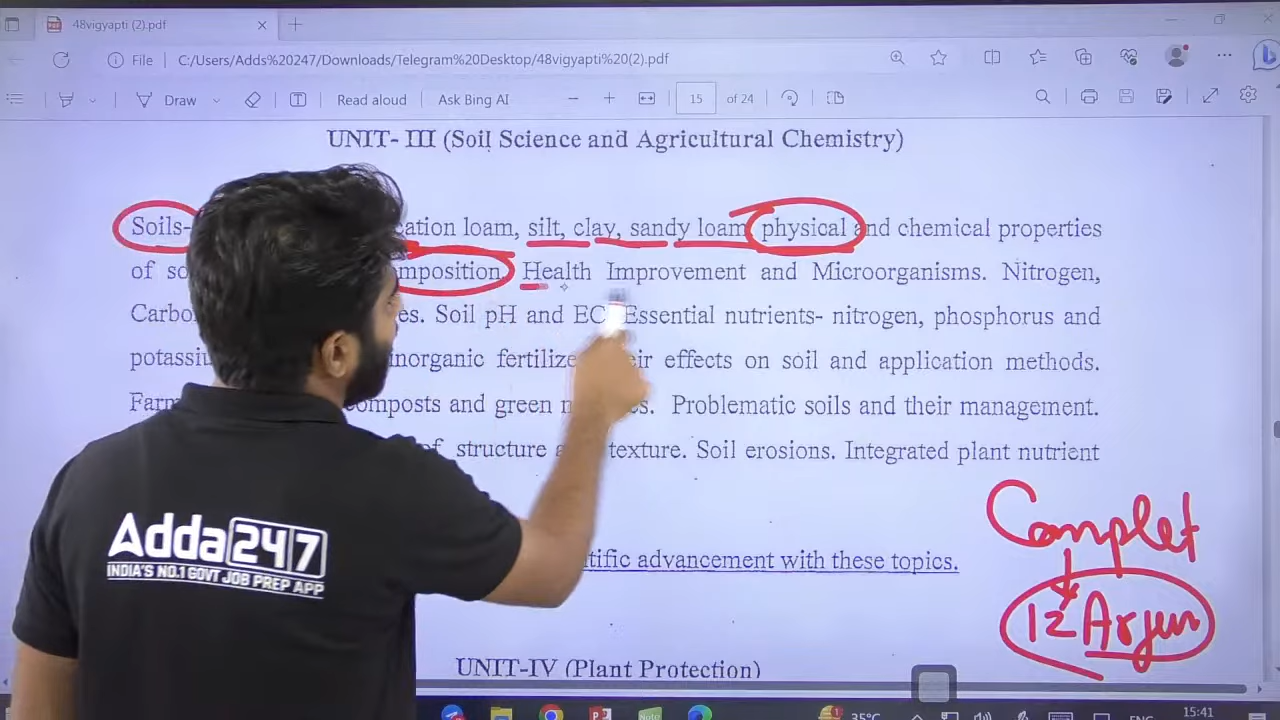 48vigyapti (2).pdf
File C:/Users/Adds%20247/Downloads/Telegram%20Desktop/48vigyapti%20(2).pdf
Draw Read aloud Ask Bing AI 15 of 24
UNIT- III (Soil Science and Agricultural Chemistry)
Soils- cation loam, silt, clay, sandy loam physical and chemical properties
of so mposition Health Improvement and Microorganisms. Nitrogen,
Carbo es. Soil pH and EC Essential nutrients- nitrogen, phosphorus and
potassiu inorganic fertilize eir effects on soil and application methods.
Farm omposts and green m es. Problematic soils and their management.
of structure a texture. Soil erosions. Integrated plant nutrient
Complet
tific advancement with these topics.
12 Arjun
UNIT-IV (Plant Protection)
Adda247
INDIA'S NO.1 GOVT JOB PREP APP
35°C ENG 15:41